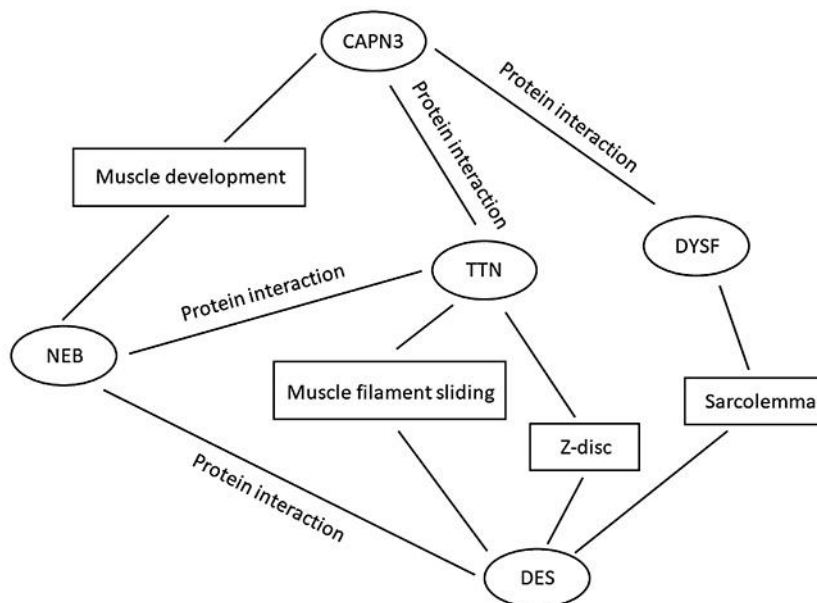 CAPN3
Protein interaction
Protein interaction
Muscle development
DYSF
TTN
Protein interaction
NEB
Muscle filament sliding
Sarcolemma
Z-disc
Protein interaction
DES